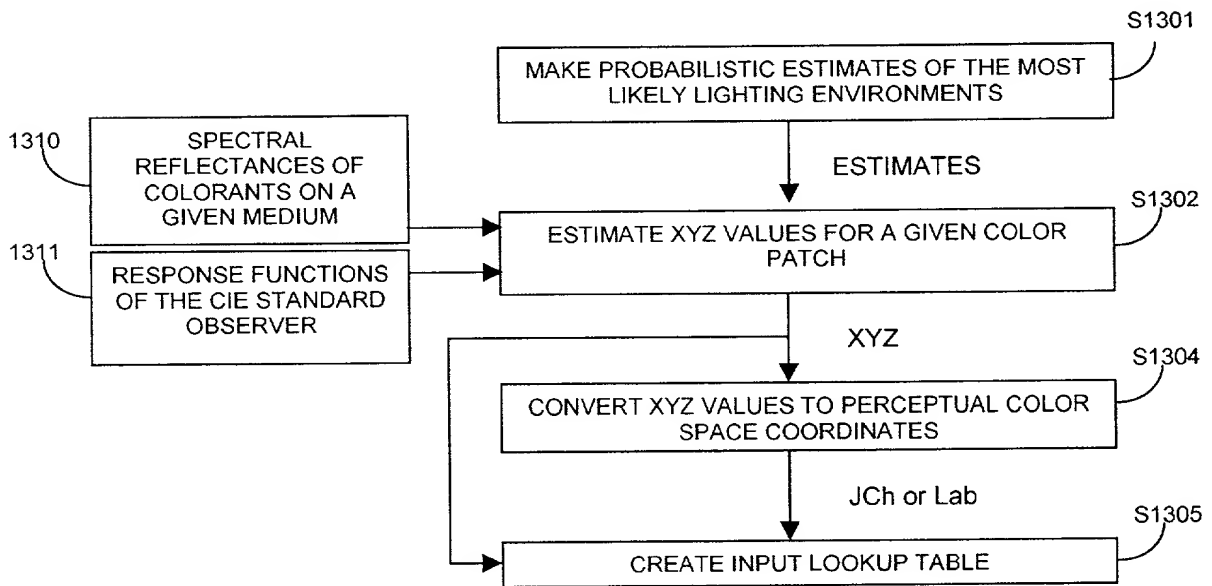 S1301
MAKE PROBABILISTIC ESTIMATES OF THE MOST
LIKELY LIGHTING ENVIRONMENTS
1310
SPECTRAL
REFLECTANCES OF
COLORANTS ON A
GIVEN MEDIUM
ESTIMATES
S1302
ESTIMATE XYZ VALUES FOR A GIVEN COLOR
PATCH
1311
RESPONSE FUNCTIONS
OF THE CIE STANDARD
OBSERVER
XYZ
S1304
CONVERT XYZ VALUES TO PERCEPTUAL COLOR
SPACE COORDINATES
JCh or Lab
S1305
CREATE INPUT LOOKUP TABLE